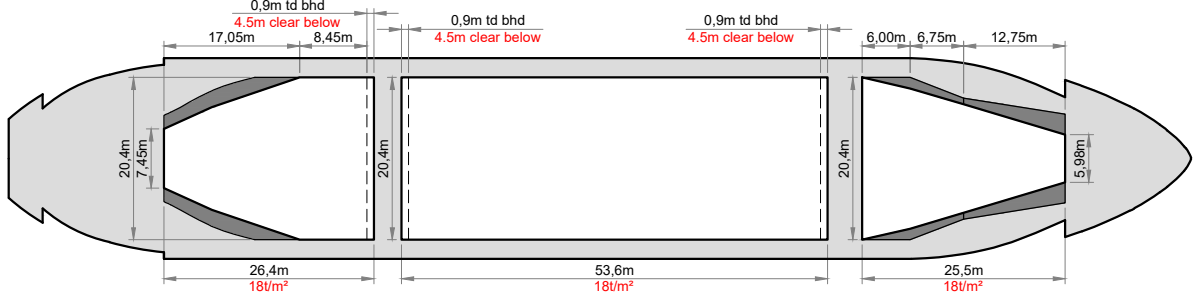 0,9m td bhd
4.5m clear below
17,05m
8,45m
0,9m td bhd
4.5m clear below
0,9m td bhd
4.5m clear below
6,00m
6,75m
12,75m
20,4m
7,45m
20,4m
20,4m
5,98m
26,4m
18t/m²
53,6m
18t/m²
25,5m
18t/m²